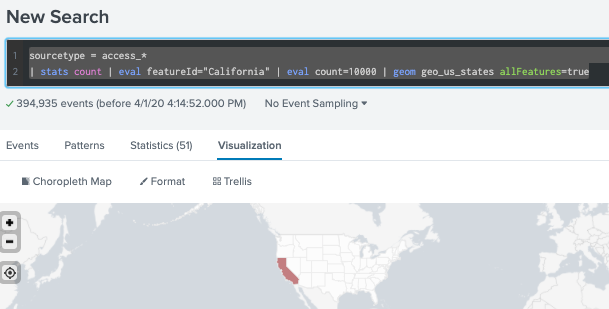 New Search
1 sourcetype = access_*
2 | stats count | eval featureId="California" | eval count=10000 | geom geo_us_states allFeatures=true
✓ 394,935 events (before 4/1/20 4:14:52.000 PM) No Event Sampling ▾
Events Patterns Statistics (51) Visualization
Choropleth Map Format Trellis
+
−